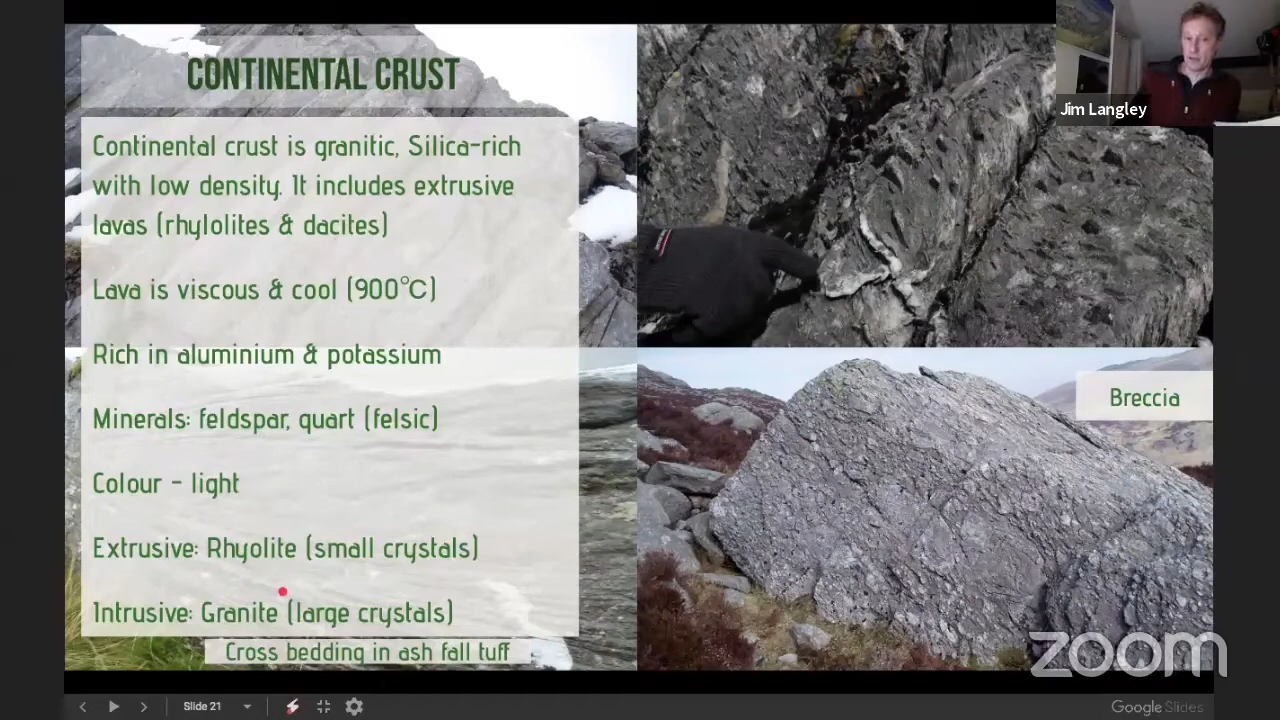 CONTINENTAL CRUST
Continental crust is granitic, Silica-rich
with low density. It includes extrusive
lavas (rhylolites & dacites)
Lava is viscous & cool (900°C)
Rich in aluminium & potassium
Minerals: feldspar, quart (felsic)
Colour - light
Extrusive: Rhyolite (small crystals)
Intrusive: Granite (large crystals)
Cross bedding in ash fall tuff
Breccia
Jim Langley
zoom
Slide 21
Google Slides